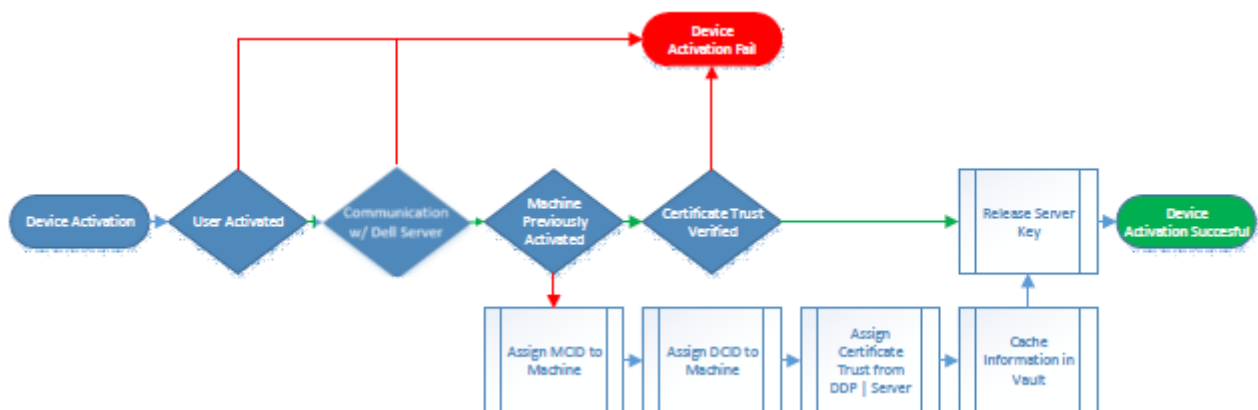 Device
Activation Fail
Device Activation
User Activated
Communication
w/ Dell Server
Machine
Previously
Activated
Certificate Trust
Verified
Release Server
Key
Device
Activation Succesful
Assign MCID to
Machine
Assign DCID to
Machine
Assign
Certificate
Trust from
DDP | Server
Cache
Information in
Vault